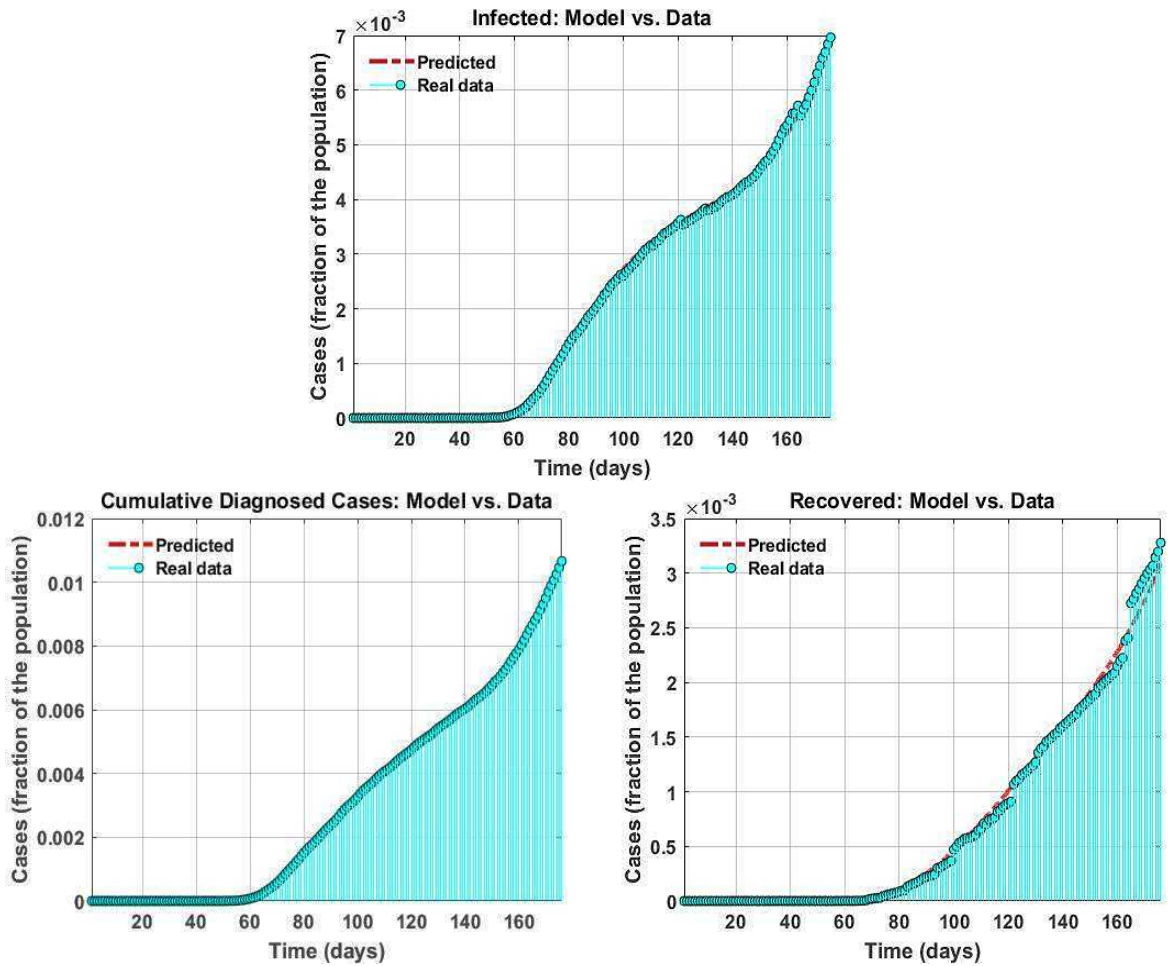 Infected: Model vs. Data
×10⁻³
7
6
5
4
3
2
1
0
Predicted
Real data
Cases (fraction of the population)
20 40 60 80 100 120 140 160
Time (days)
Cumulative Diagnosed Cases: Model vs. Data
0.012
0.01
0.008
0.006
0.004
0.002
0
Predicted
Real data
Cases (fraction of the population)
20 40 60 80 100 120 140 160
Time (days)
Recovered: Model vs. Data
×10⁻³
3.5
3
2.5
2
1.5
1
0.5
0
Predicted
Real data
Cases (fraction of the population)
20 40 60 80 100 120 140 160
Time (days)